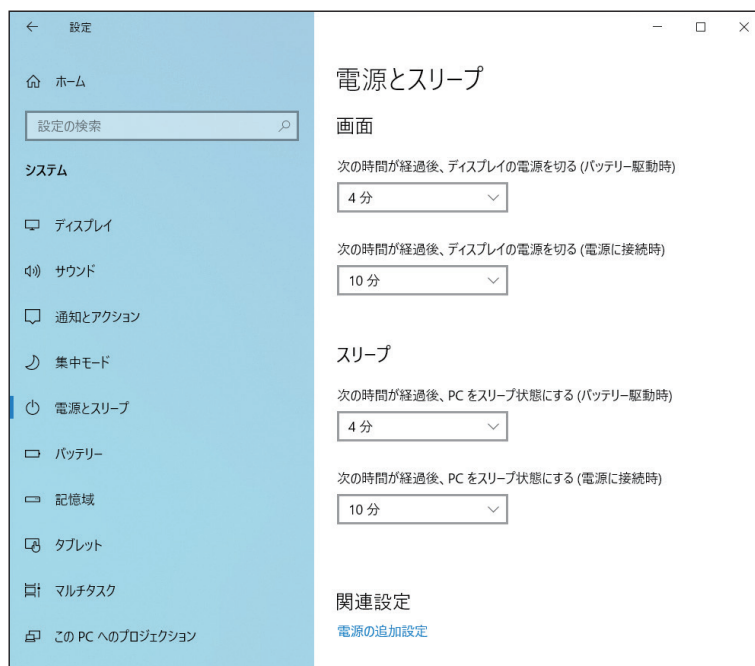 設定
ホーム
設定の検索
システム
ディスプレイ
サウンド
通知とアクション
集中モード
電源とスリープ
バッテリー
記憶域
タブレット
マルチタスク
この PC へのプロジェクション
電源とスリープ
画面
次の時間が経過後、ディスプレイの電源を切る (バッテリー駆動時)
4 分
次の時間が経過後、ディスプレイの電源を切る (電源に接続時)
10 分
スリープ
次の時間が経過後、PC をスリープ状態にする (バッテリー駆動時)
4 分
次の時間が経過後、PC をスリープ状態にする (電源に接続時)
10 分
関連設定
電源の追加設定